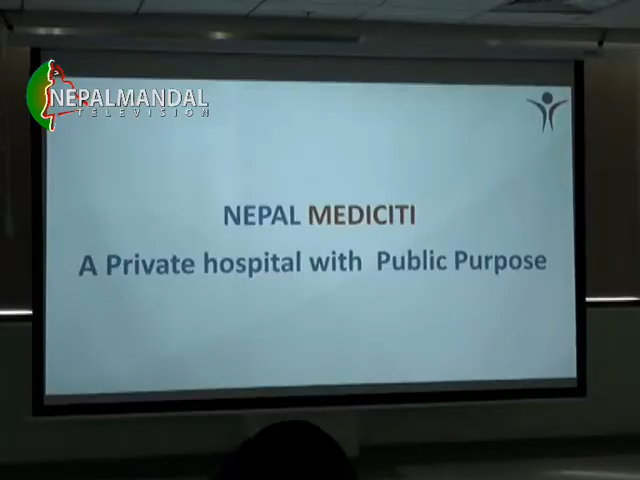 NEPALMANDAL
TELEVISION
NEPAL MEDICITI
A Private hospital with Public Purpose